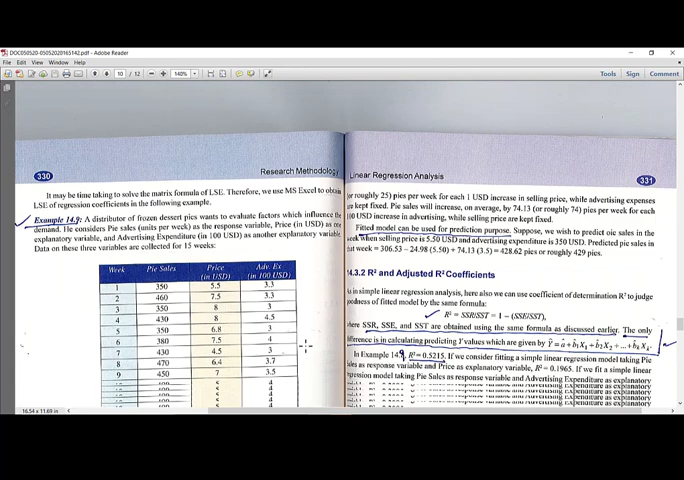 DOC050520-05052020165142.pdf - Adobe Reader
File Edit View Window Help
10 / 12
140%
Tools Sign Comment
330
Research Methodology
It may be time taking to solve the matrix formula of LSE. Therefore, we use MS Excel to obtain
LSE of regression coefficients in the following example.
Example 14.9: A distributor of frozen dessert pies wants to evaluate factors which influence the
demand. He considers Pie sales (units per week) as the response variable, Price (in USD) as one
explanatory variable, and Advertising Expenditure (in 100 USD) as another explanatory variable.
Data on these three variables are collected for 15 weeks:
Week Pie Sales Price (in USD) Adv. Ex (in 100 USD)
1 350 5.5 3.3
2 460 7.5 3.3
3 350 8 3
4 430 8 4.5
5 350 6.8 3
6 380 7.5 4
7 430 4.5 3
8 470 6.4 3.7
9 450 7 3.5
16.54 x 11.69 in
Linear Regression Analysis
331
(or roughly 25) pies per week for each 1 USD increase in selling price, while advertising expenses
are kept fixed. Pie sales will increase, on average, by 74.13 (or roughly 74) pies per week for each
100 USD increase in advertising, while selling price are kept fixed.
Fitted model can be used for prediction purpose. Suppose, we wish to predict pie sales in the
week when selling price is 5.50 USD and advertising expenditure is 350 USD. Predicted pie sales in
that week = 306.53 – 24.98 (5.50) + 74.13 (3.5) = 428.62 pies or roughly 429 pies.
14.3.2 R² and Adjusted R² Coefficients
As in simple linear regression, here also we can use coefficient of determination R² to judge
goodness of fitted model by the same formula:
R² = SSR/SST = 1 – (SSE/SST),
where SSR, SSE, and SST are obtained using the same formula as discussed earlier. The only
difference is in calculating predicting Y values which are given by Ŷ = â + b̂₁X₁ + b̂₂X₂ + ... + b̂ₖXₖ.
In Example 14.9, R² = 0.5215. If we consider fitting a simple linear regression model taking Pie
Sales as response variable and Price as explanatory variable, R² = 0.1965. If we fit a simple linear
regression model taking Pie Sales as response variable and Advertising Expenditure as explanatory